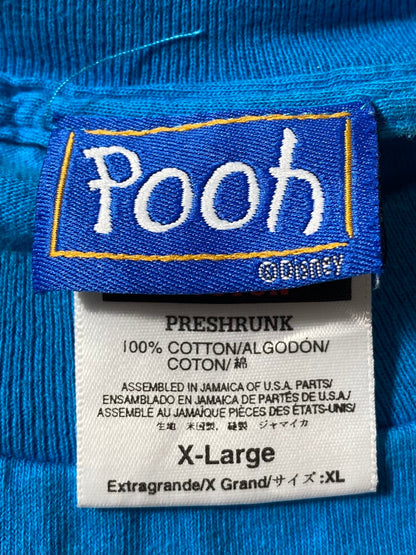 Pooh
©Disney
PRESHRUNK
100% COTTON/ALGODÓN/
COTON/綿
ASSEMBLED IN JAMAICA OF U.S.A. PARTS/
ENSAMBLADO EN JAMAICA DE PARTÉS DE U.S.A./
ASSEMBLE AU JAMAÏQUE PIÈCES DES ÉTATS-UNIS/
生地 米国製, 縫製 ジャマイカ
X-Large
Extragrande/X Grand/サイズ:XL